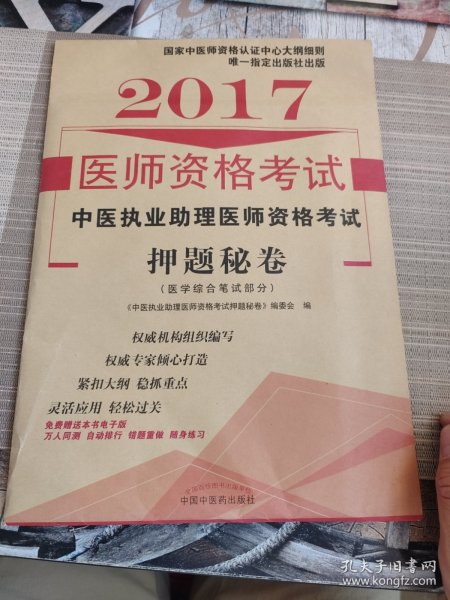 国家中医师资格认证中心大纲细则
唯一指定出版社出版
2017
医师资格考试
中医执业助理医师资格考试
押题秘卷
（医学综合笔试部分）
《中医执业助理医师资格考试押题秘卷》编委会 编
权威机构组织编写
权威专家倾心打造
紧扣大纲 稳抓重点
灵活应用 轻松过关
免费赠送本书电子版
万人同测 自动排行 错题重做 随身练习
中国中医药出版社
孔夫子旧书网
www.kongfz.com